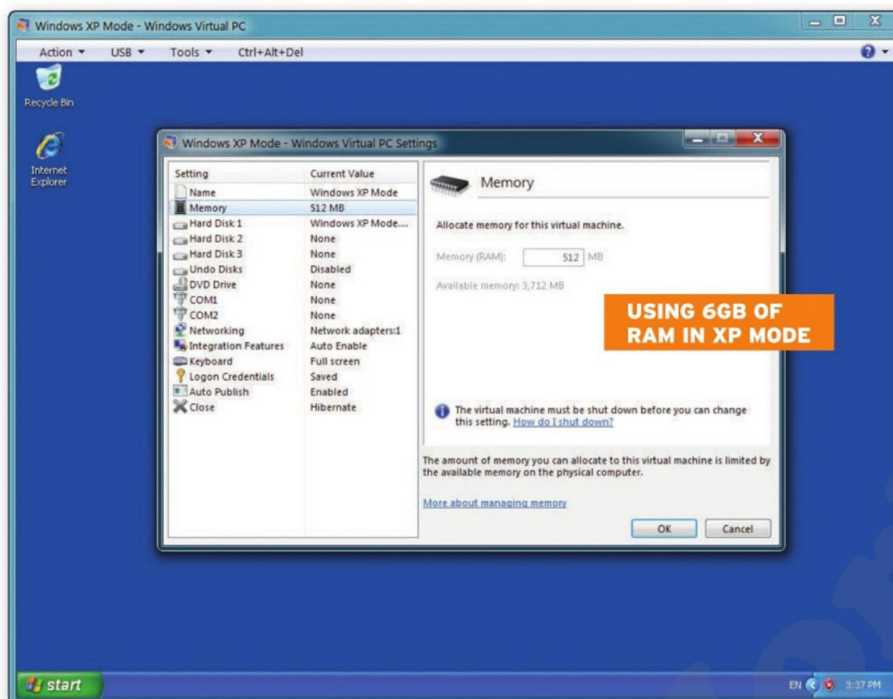 Windows XP Mode - Windows Virtual PC
Action USB Tools Ctrl+Alt+Del
Recycle Bin
Internet
Explorer
Windows XP Mode - Windows Virtual PC Settings
Setting Current Value
Name Windows XP Mode
Memory 512 MB
Hard Disk 1 Windows XP Mode....
Hard Disk 2 None
Hard Disk 3 None
Undo Disks Disabled
DVD Drive None
COM1 None
COM2 None
Networking Network adapters:1
Integration Features Auto Enable
Keyboard Full screen
Logon Credentials Saved
Auto Publish Enabled
Close Hibernate
Memory
Allocate memory for this virtual machine.
Memory (RAM): 512 MB
Available memory: 3,712 MB
USING 6GB OF
RAM IN XP MODE
The virtual machine must be shut down before you can change
this setting. How do I shut down?
The amount of memory you can allocate to this virtual machine is limited by
the available memory on the physical computer.
More about managing memory
OK Cancel
start
EN 3:37 PM